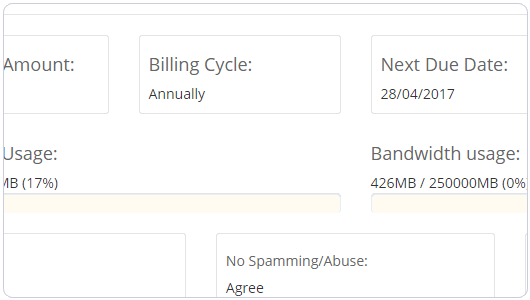 Amount:
Billing Cycle:
Next Due Date:
Annually
28/04/2017
Usage:
Bandwidth usage:
MB (17%)
426MB / 250000MB (0%
No Spamming/Abuse:
Agree